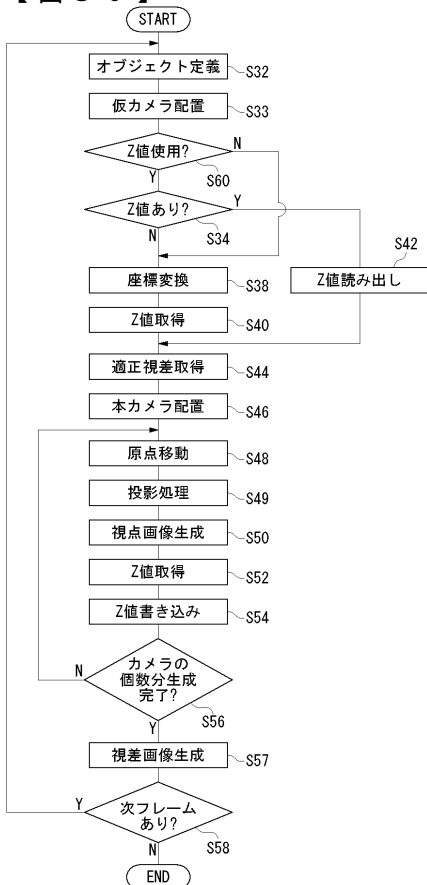 START
オブジェクト定義
S32
仮カメラ配置
S33
Z値使用?
N
Y
S60
Z値あり?
Y
N
S34
S42
座標変換
S38
Z値読み出し
Z値取得
S40
適正視差取得
S44
本カメラ配置
S46
原点移動
S48
投影処理
S49
視点画像生成
S50
Z値取得
S52
Z値書き込み
S54
カメラの
個数分生成
完了?
N
Y
S56
視差画像生成
S57
次フレーム
あり?
Y
N
S58
END